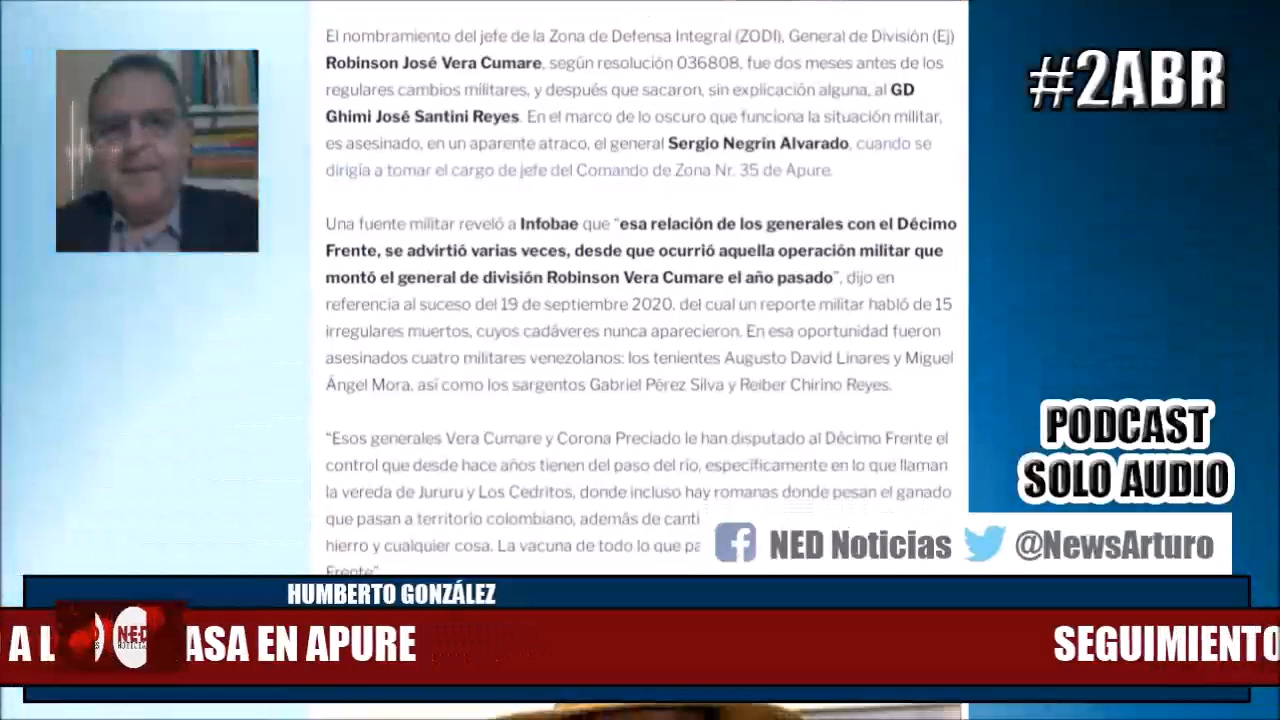 El nombramiento del jefe de la Zona de Defensa Integral (ZODI), General de División (Ej)
Robinson José Vera Cumare, según resolución 036808, fue dos meses antes de los
regulares cambios militares, y después que sacaron, sin explicación alguna, al GD
Ghimi José Santini Reyes. En el marco de lo oscuro que funciona la situación militar,
es asesinado, en un aparente atraco, el general Sergio Negrín Alvarado, cuando se
dirigía a tomar el cargo de jefe del Comando de Zona Nr. 35 de Apure.
Una fuente militar reveló a Infobae que “esa relación de los generales con el Décimo
Frente, se advirtió varias veces, desde que ocurrió aquella operación militar que
montó el general de división Robinson Vera Cumare el año pasado”, dijo en
referencia al suceso del 19 de septiembre 2020, del cual un reporte militar habló de 15
irregulares muertos, cuyos cadáveres nunca aparecieron. En esa oportunidad fueron
asesinados cuatro militares venezolanos: los tenientes Augusto David Linares y Miguel
Ángel Mora, así como los sargentos Gabriel Pérez Silva y Reiber Chirino Reyes.
“Esos generales Vera Cumare y Corona Preciado le han disputado al Décimo Frente el
control que desde hace años tienen del paso del río, específicamente en lo que llaman
la vereda de Jururu y Los Cedritos, donde incluso hay romanas donde pesan el ganado
que pasan a territorio colombiano, además de canti
hierro y cualquier cosa. La vacuna de todo lo que pa
Frente”
#2ABR
PODCAST
SOLO AUDIO
NED Noticias @NewsArturo
HUMBERTO GONZÁLEZ
A L ASA EN APURE SEGUIMIENTO
NED